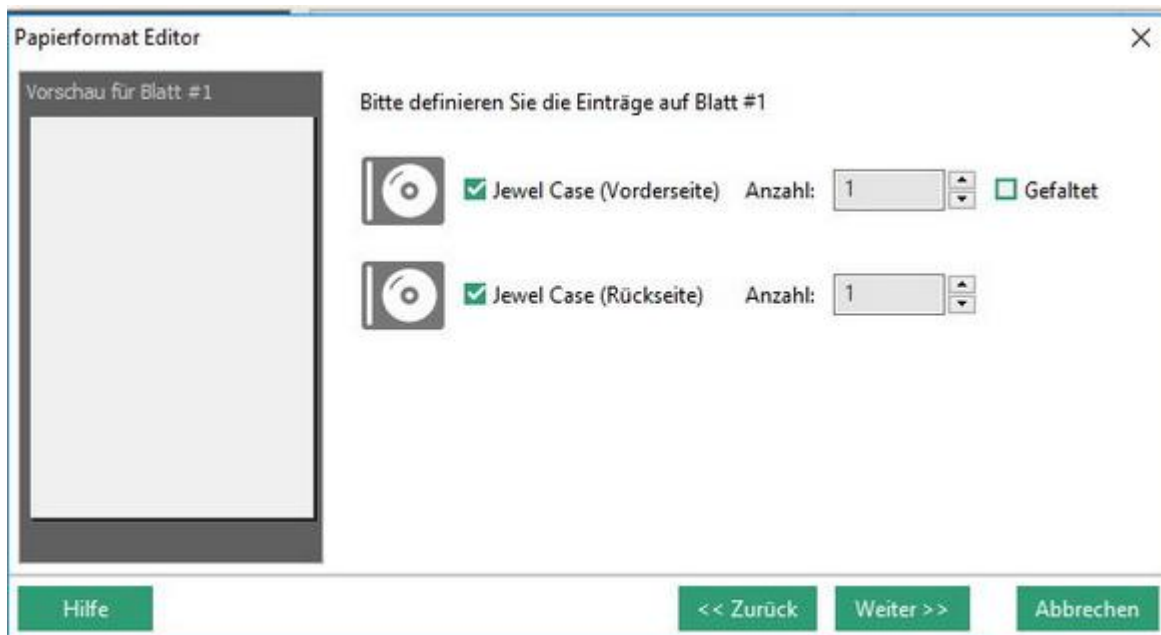 Papierformat Editor
Vorschau für Blatt #1
Bitte definieren Sie die Einträge auf Blatt #1
Jewel Case (Vorderseite) Anzahl: 1 Gefaltet
Jewel Case (Rückseite) Anzahl: 1
Hilfe << Zurück Weiter >> Abbrechen